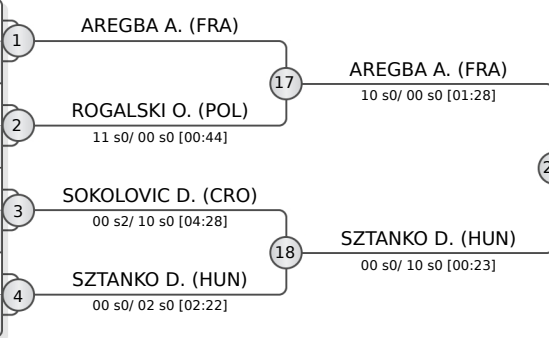 AREGBA A. (FRA)
1
17
AREGBA A. (FRA)
10 s0/ 00 s0 [01:28]
ROGALSKI O. (POL)
2
11 s0/ 00 s0 [00:44]
SOKOLOVIC D. (CRO)
3
00 s2/ 10 s0 [04:28]
18
SZTANKO D. (HUN)
00 s0/ 10 s0 [00:23]
SZTANKO D. (HUN)
4
00 s0/ 02 s0 [02:22]